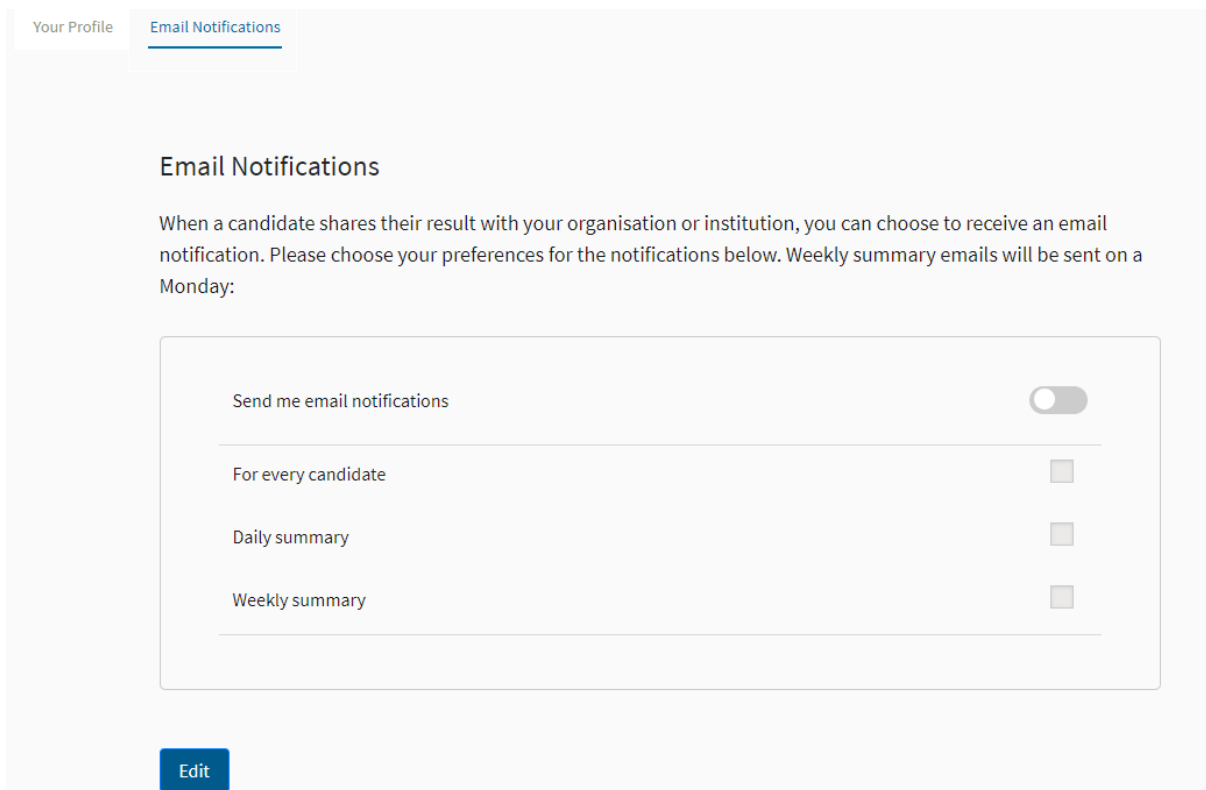 Your Profile Email Notifications
Email Notifications
When a candidate shares their result with your organisation or institution, you can choose to receive an email
notification. Please choose your preferences for the notifications below. Weekly summary emails will be sent on a
Monday:
Send me email notifications
For every candidate
Daily summary
Weekly summary
Edit